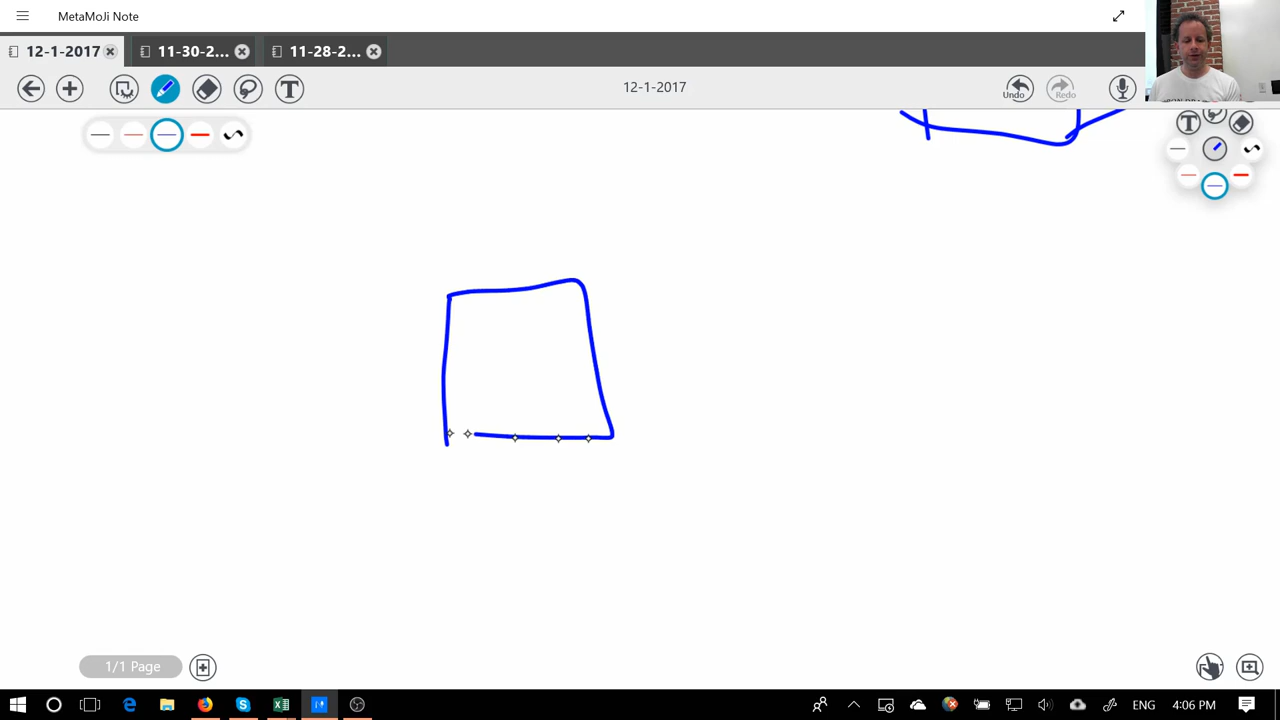 MetaMoJi Note
12-1-2017
11-30-2...
11-28-2...
T
12-1-2017
Undo
Redo
T
1/1 Page
ENG
4:06 PM